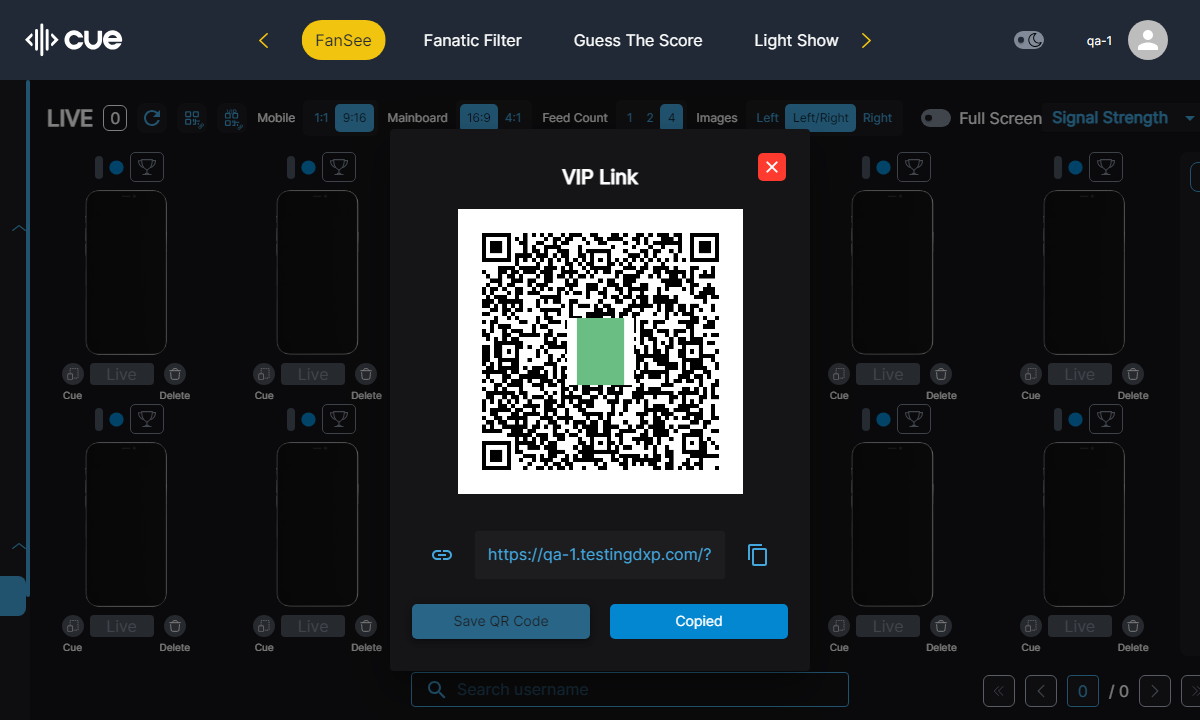 cue
FanSee
Fanatic Filter
Guess The Score
Light Show
qa-1
LIVE 0
Mobile 1:1 9:16
Mainboard 16:9 4:1
Feed Count 1 2 4
Images Left Left/Right Right
Full Screen
Signal Strength
VIP Link
Live Live Live Live
Cue Delete Cue Delete Cue Delete Cue Delete
https://qa-1.testingdxp.com/?
Save QR Code
Copied
Live Live Live Live
Cue Delete Cue Delete Cue Delete Cue Delete
Search username
0 / 0